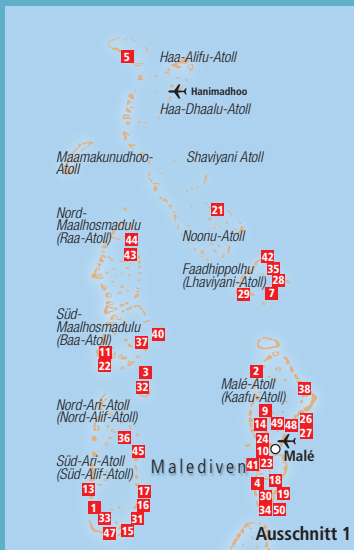 5
Haa-Alifu-Atoll
Hanimadhoo
Haa-Dhaalu-Atoll
Maamakunudhoo-
Atoll
Shaviyani Atoll
21
Nord-
Maalhosmadulu
(Raa-Atoll)
44
43
Noonu-Atoll
Faadhippolhu
(Lhaviyani-Atoll)
42
35
28
29
7
Süd-
Maalhosmadulu
(Baa-Atoll)
40
37
11
22
3
32
2
Malé-Atoll
(Kaafu-Atoll)
38
Nord-Ari-Atoll
(Nord-Alif-Atoll)
9
14
49
48
26
27
36
24
45
10
Malé
Süd-Ari-Atoll
(Süd-Alif-Atoll)
Malediven
41
23
13
17
4
18
1
16
30
19
33
31
34
50
47
15
Ausschnitt 1